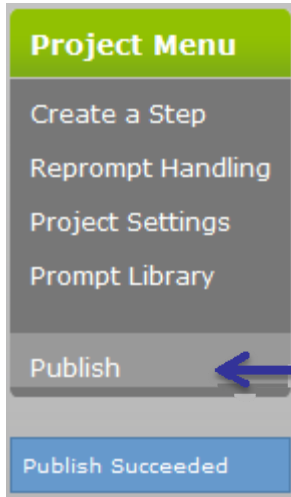 Project Menu
Create a Step
Reprompt Handling
Project Settings
Prompt Library
Publish
Publish Succeeded